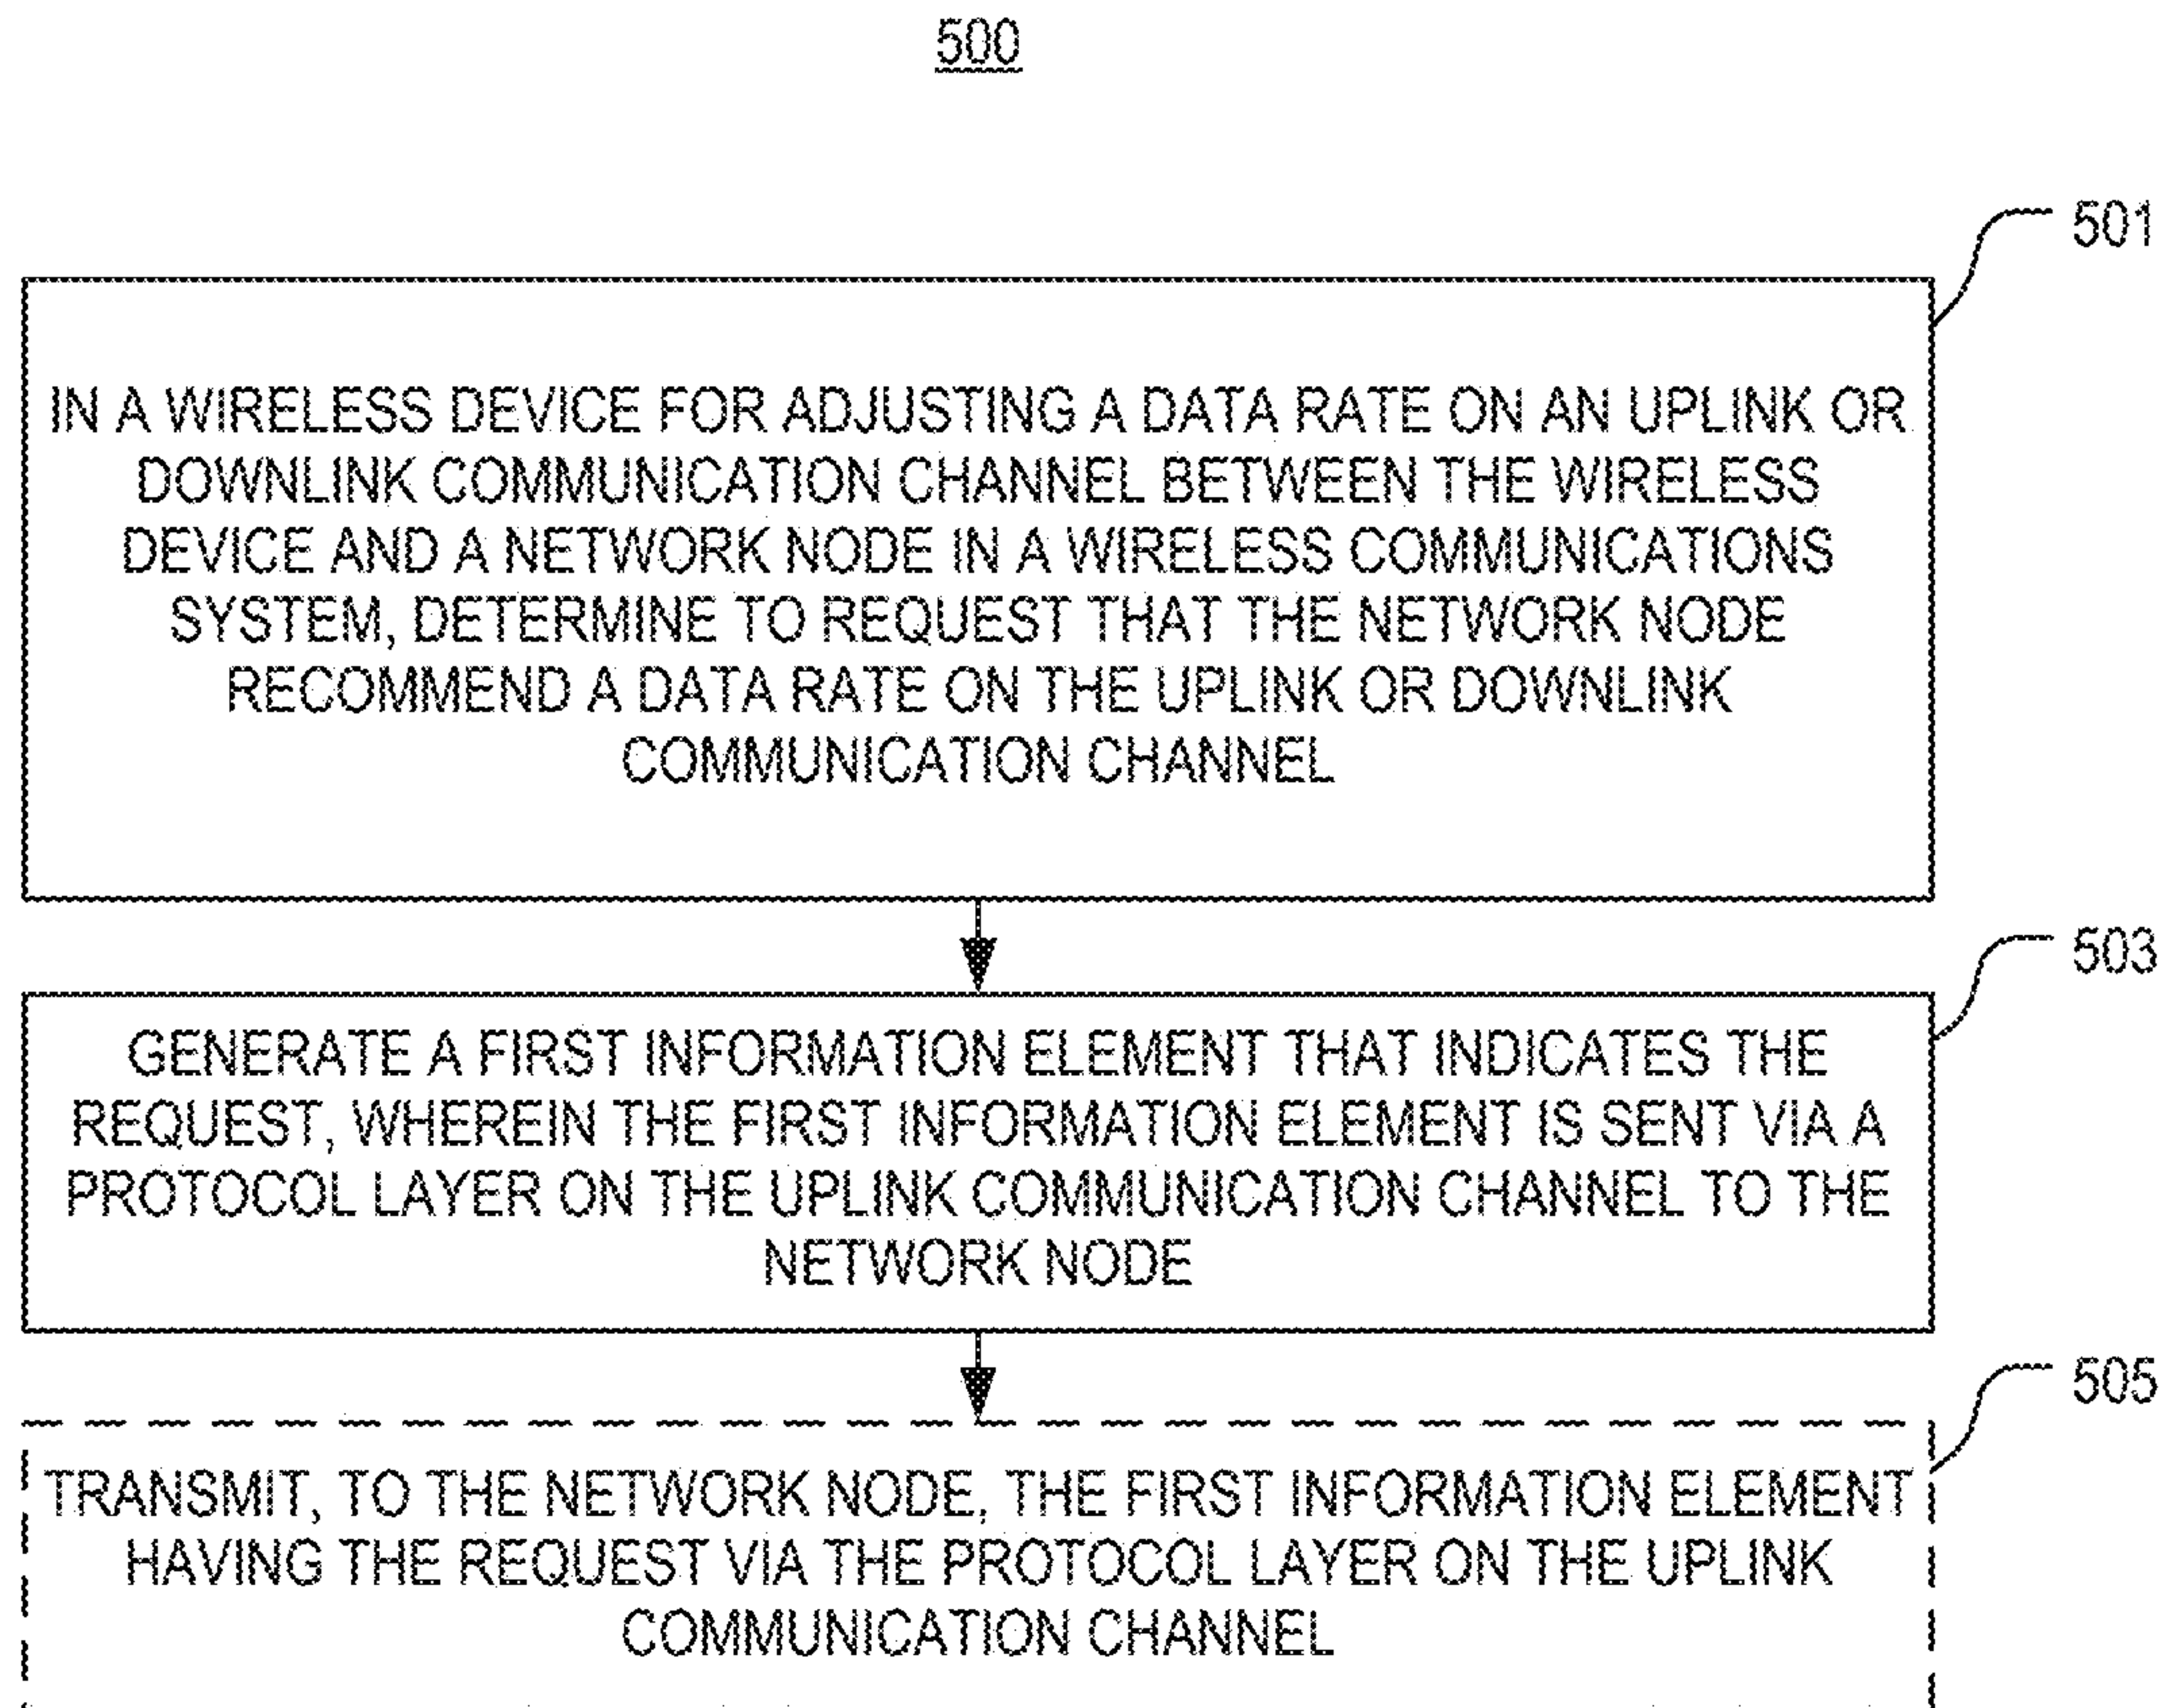 500
501
IN A WIRELESS DEVICE FOR ADJUSTING A DATA RATE ON AN UPLINK OR
DOWNLINK COMMUNICATION CHANNEL BETWEEN THE WIRELESS
DEVICE AND A NETWORK NODE IN A WIRELESS COMMUNICATIONS
SYSTEM, DETERMINE TO REQUEST THAT THE NETWORK NODE
RECOMMEND A DATA RATE ON THE UPLINK OR DOWNLINK
COMMUNICATION CHANNEL
503
GENERATE A FIRST INFORMATION ELEMENT THAT INDICATES THE
REQUEST, WHEREIN THE FIRST INFORMATION ELEMENT IS SENT VIA A
PROTOCOL LAYER ON THE UPLINK COMMUNICATION CHANNEL TO THE
NETWORK NODE
505
TRANSMIT, TO THE NETWORK NODE, THE FIRST INFORMATION ELEMENT
HAVING THE REQUEST VIA THE PROTOCOL LAYER ON THE UPLINK
COMMUNICATION CHANNEL